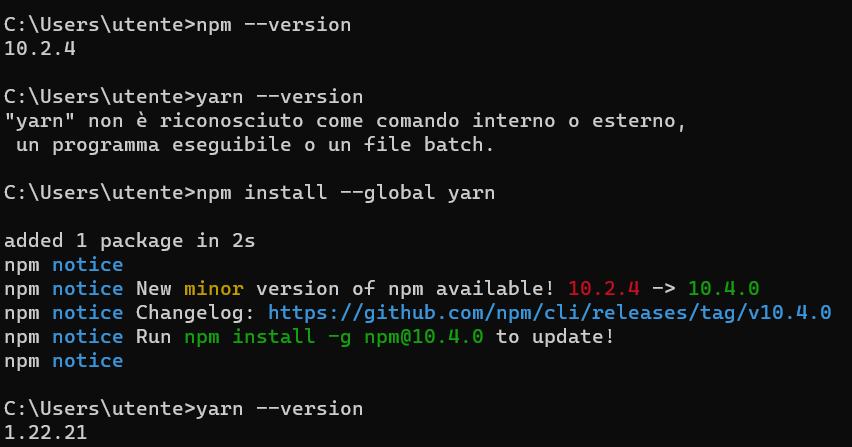 C:\Users\utente>npm --version
10.2.4
C:\Users\utente>yarn --version
"yarn" non è riconosciuto come comando interno o esterno,
 un programma eseguibile o un file batch.
C:\Users\utente>npm install --global yarn
added 1 package in 2s
npm notice
npm notice New minor version of npm available! 10.2.4 -> 10.4.0
npm notice Changelog: https://github.com/npm/cli/releases/tag/v10.4.0
npm notice Run npm install -g npm@10.4.0 to update!
npm notice
C:\Users\utente>yarn --version
1.22.21